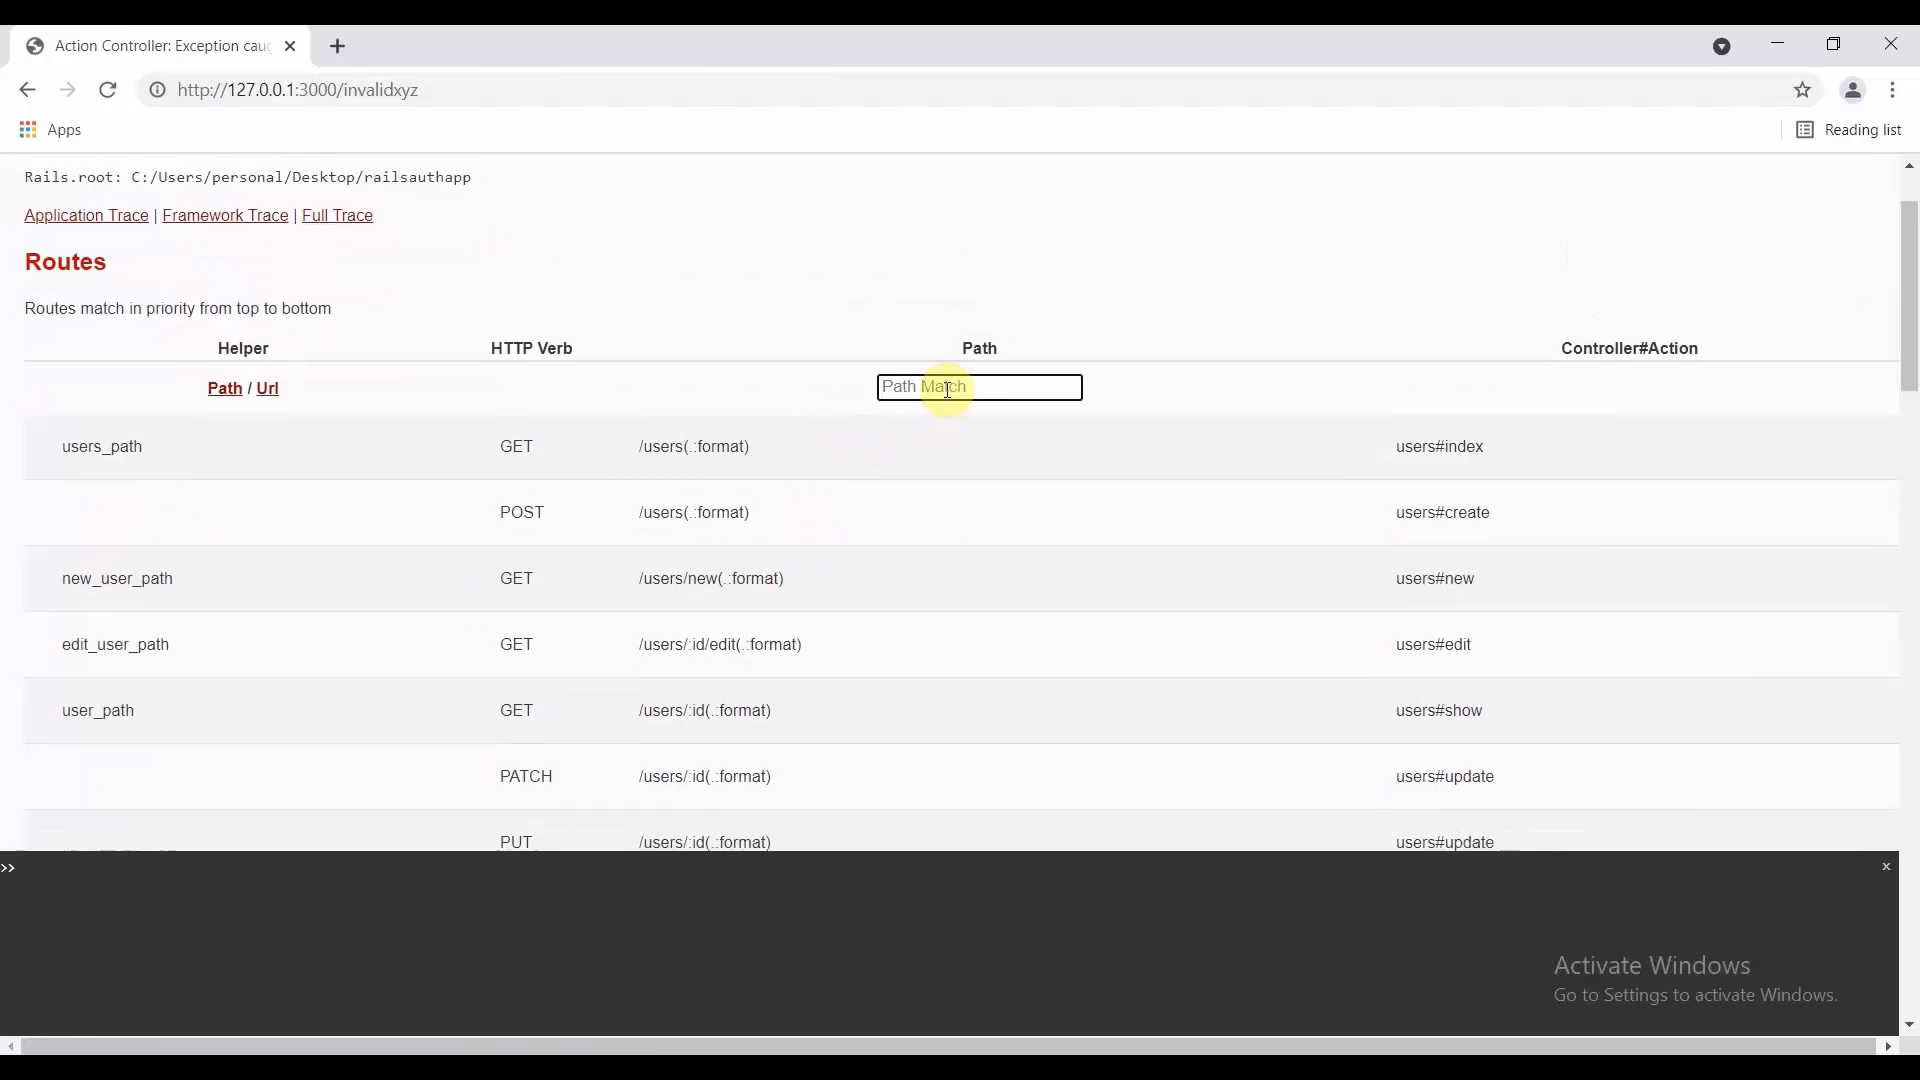 Action Controller: Exception cau
http://127.0.0.1:3000/invalidxyz
Apps
Reading list
Rails.root: C:/Users/personal/Desktop/railsauthapp
Application Trace | Framework Trace | Full Trace
Routes
Routes match in priority from top to bottom
Helper HTTP Verb Path Controller#Action
Path / Url Path Match
users_path GET /users(.:format) users#index
POST /users(.:format) users#create
new_user_path GET /users/new(.:format) users#new
edit_user_path GET /users/:id/edit(.:format) users#edit
user_path GET /users/:id(.:format) users#show
PATCH /users/:id(.:format) users#update
PUT /users/:id(.:format) users#update
>>
x
Activate Windows
Go to Settings to activate Windows.